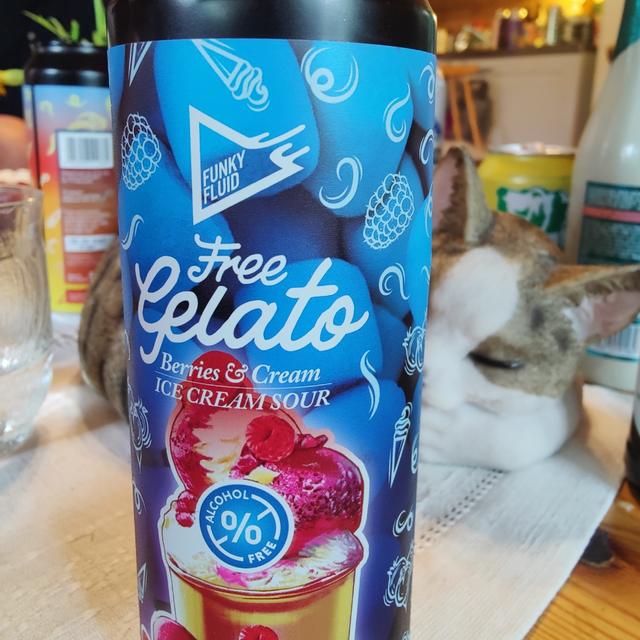 FUNKY
FLUID
Free
Gelato
Berries & Cream
ICE CREAM SOUR
ALCOHOL
%
FREE